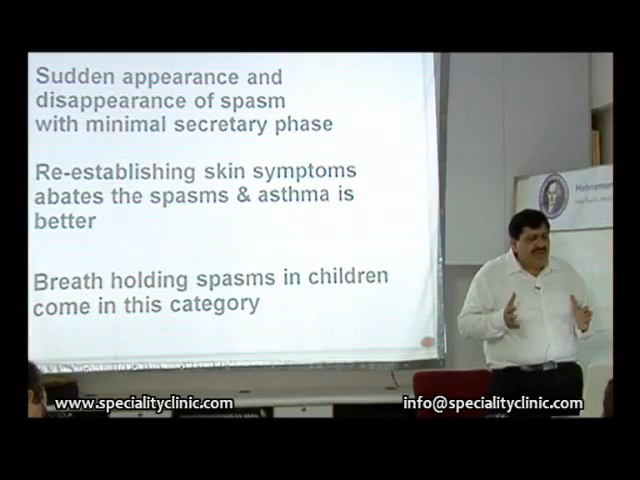 Sudden appearance and
disappearance of spasm
with minimal secretary phase
Re-establishing skin symptoms
abates the spasms & asthma is
better
Breath holding spasms in children
come in this category
www.specialityclinic.com
info@specialityclinic.com